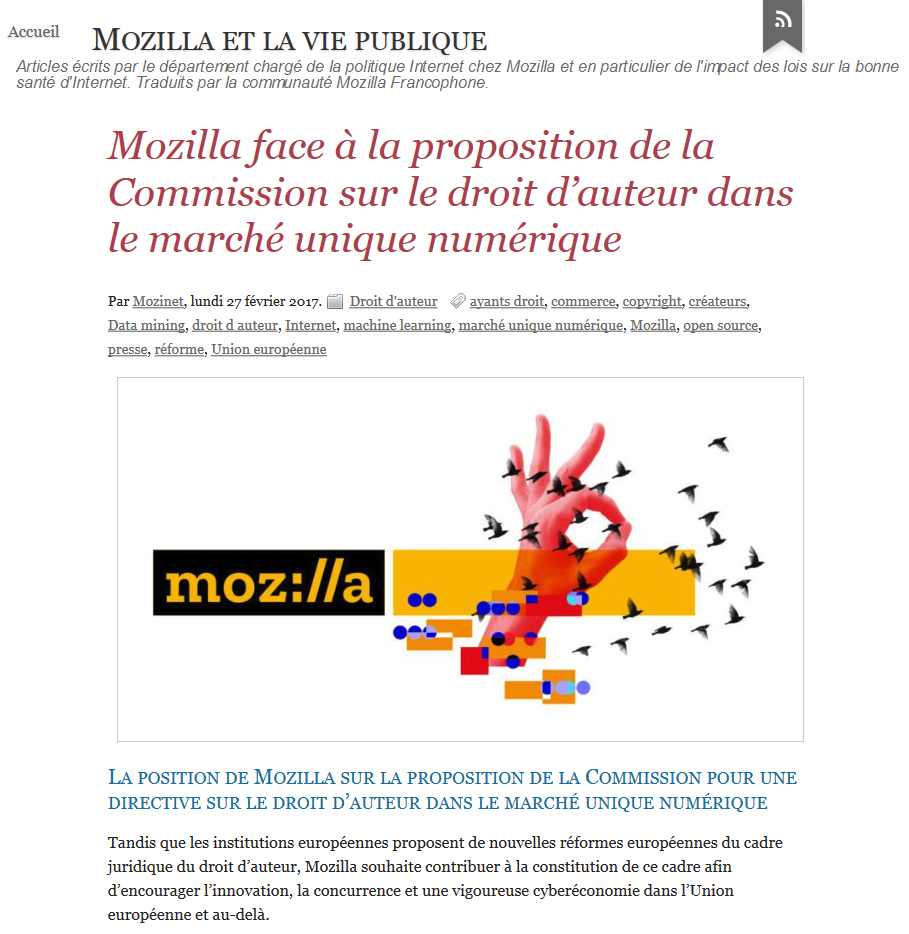 Accueil
MOZILLA ET LA VIE PUBLIQUE
Articles écrits par le département chargé de la politique Internet chez Mozilla et en particulier de l'impact des lois sur la bonne
santé d'Internet. Traduits par la communauté Mozilla Francophone.
Mozilla face à la proposition de la
Commission sur le droit d’auteur dans
le marché unique numérique
Par Mozinet, lundi 27 février 2017. Droit d'auteur ayants droit, commerce, copyright, créateurs,
Data mining, droit d auteur, Internet, machine learning, marché unique numérique, Mozilla, open source,
presse, réforme, Union européenne
moz://a
LA POSITION DE MOZILLA SUR LA PROPOSITION DE LA COMMISSION POUR UNE
DIRECTIVE SUR LE DROIT D’AUTEUR DANS LE MARCHÉ UNIQUE NUMÉRIQUE
Tandis que les institutions européennes proposent de nouvelles réformes européennes du cadre
juridique du droit d’auteur, Mozilla souhaite contribuer à la constitution de ce cadre afin
d’encourager l’innovation, la concurrence et une vigoureuse cyberéconomie dans l’Union
européenne et au-delà.